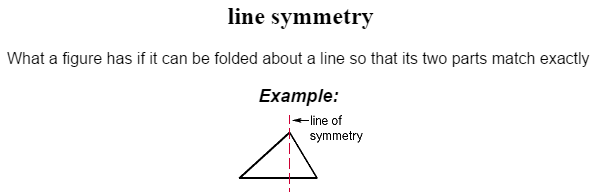 line symmetry
What a figure has if it can be folded about a line so that its two parts match exactly
Example:
line of
symmetry